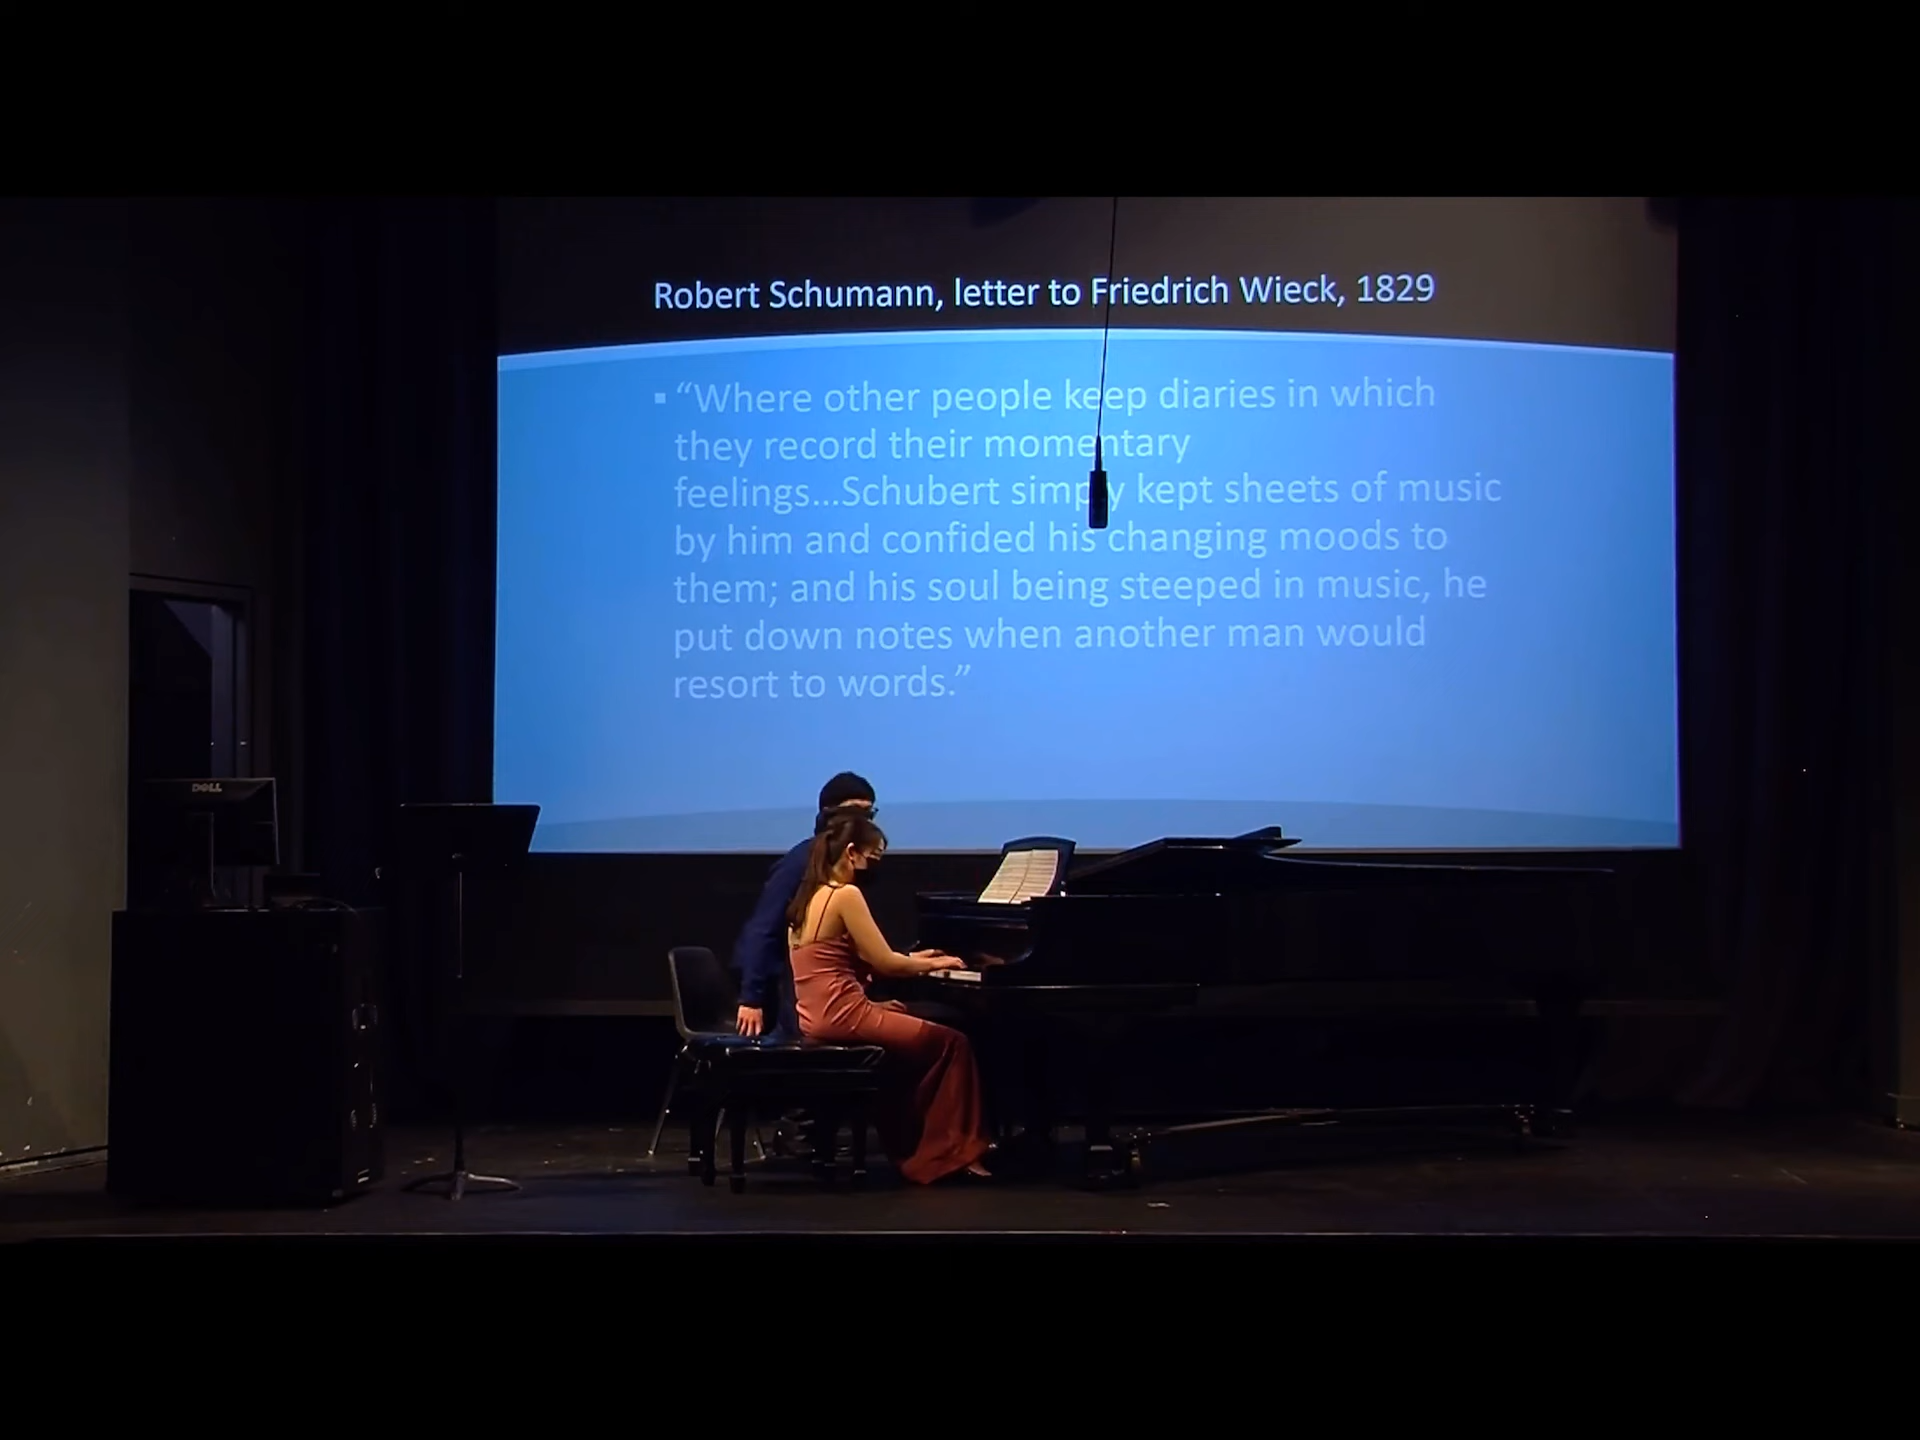 Robert Schumann, letter to Friedrich Wieck, 1829
▪ “Where other people keep diaries in which
they record their momentary
feelings...Schubert simply kept sheets of music
by him and confided his changing moods to
them; and his soul being steeped in music, he
put down notes when another man would
resort to words.”
DELL